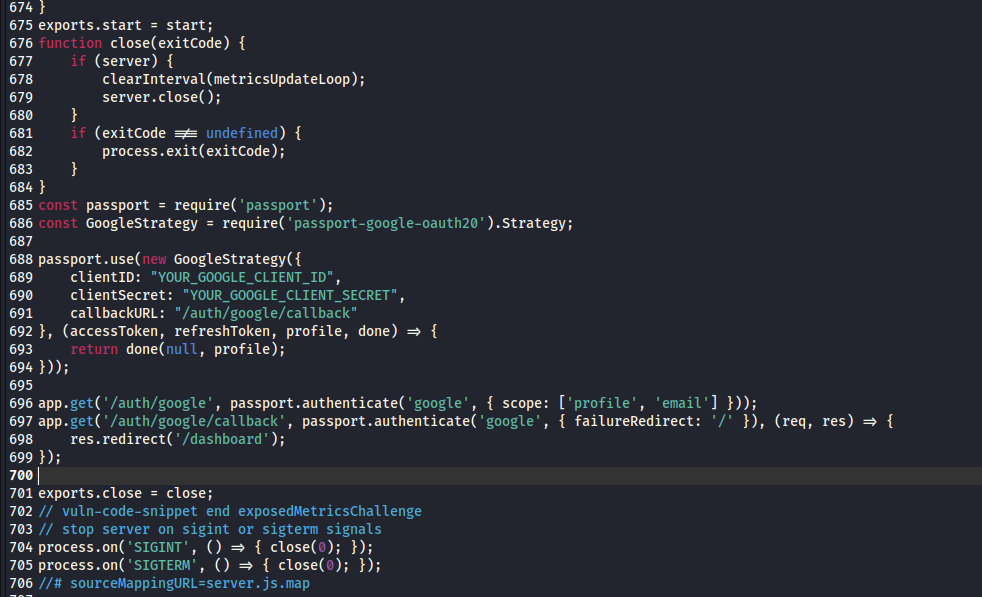 674 }
675 exports.start = start;
676 function close(exitCode) {
677     if (server) {
678         clearInterval(metricsUpdateLoop);
679         server.close();
680     }
681     if (exitCode !== undefined) {
682         process.exit(exitCode);
683     }
684 }
685 const passport = require('passport');
686 const GoogleStrategy = require('passport-google-oauth20').Strategy;
687
688 passport.use(new GoogleStrategy({
689     clientID: "YOUR_GOOGLE_CLIENT_ID",
690     clientSecret: "YOUR_GOOGLE_CLIENT_SECRET",
691     callbackURL: "/auth/google/callback"
692 }, (accessToken, refreshToken, profile, done) => {
693     return done(null, profile);
694 }));
695
696 app.get('/auth/google', passport.authenticate('google', { scope: ['profile', 'email'] }));
697 app.get('/auth/google/callback', passport.authenticate('google', { failureRedirect: '/' }), (req, res) => {
698     res.redirect('/dashboard');
699 });
700
701 exports.close = close;
702 // vuln-code-snippet end exposedMetricsChallenge
703 // stop server on sigint or sigterm signals
704 process.on('SIGINT', () => { close(0); });
705 process.on('SIGTERM', () => { close(0); });
706 //# sourceMappingURL=server.js.map